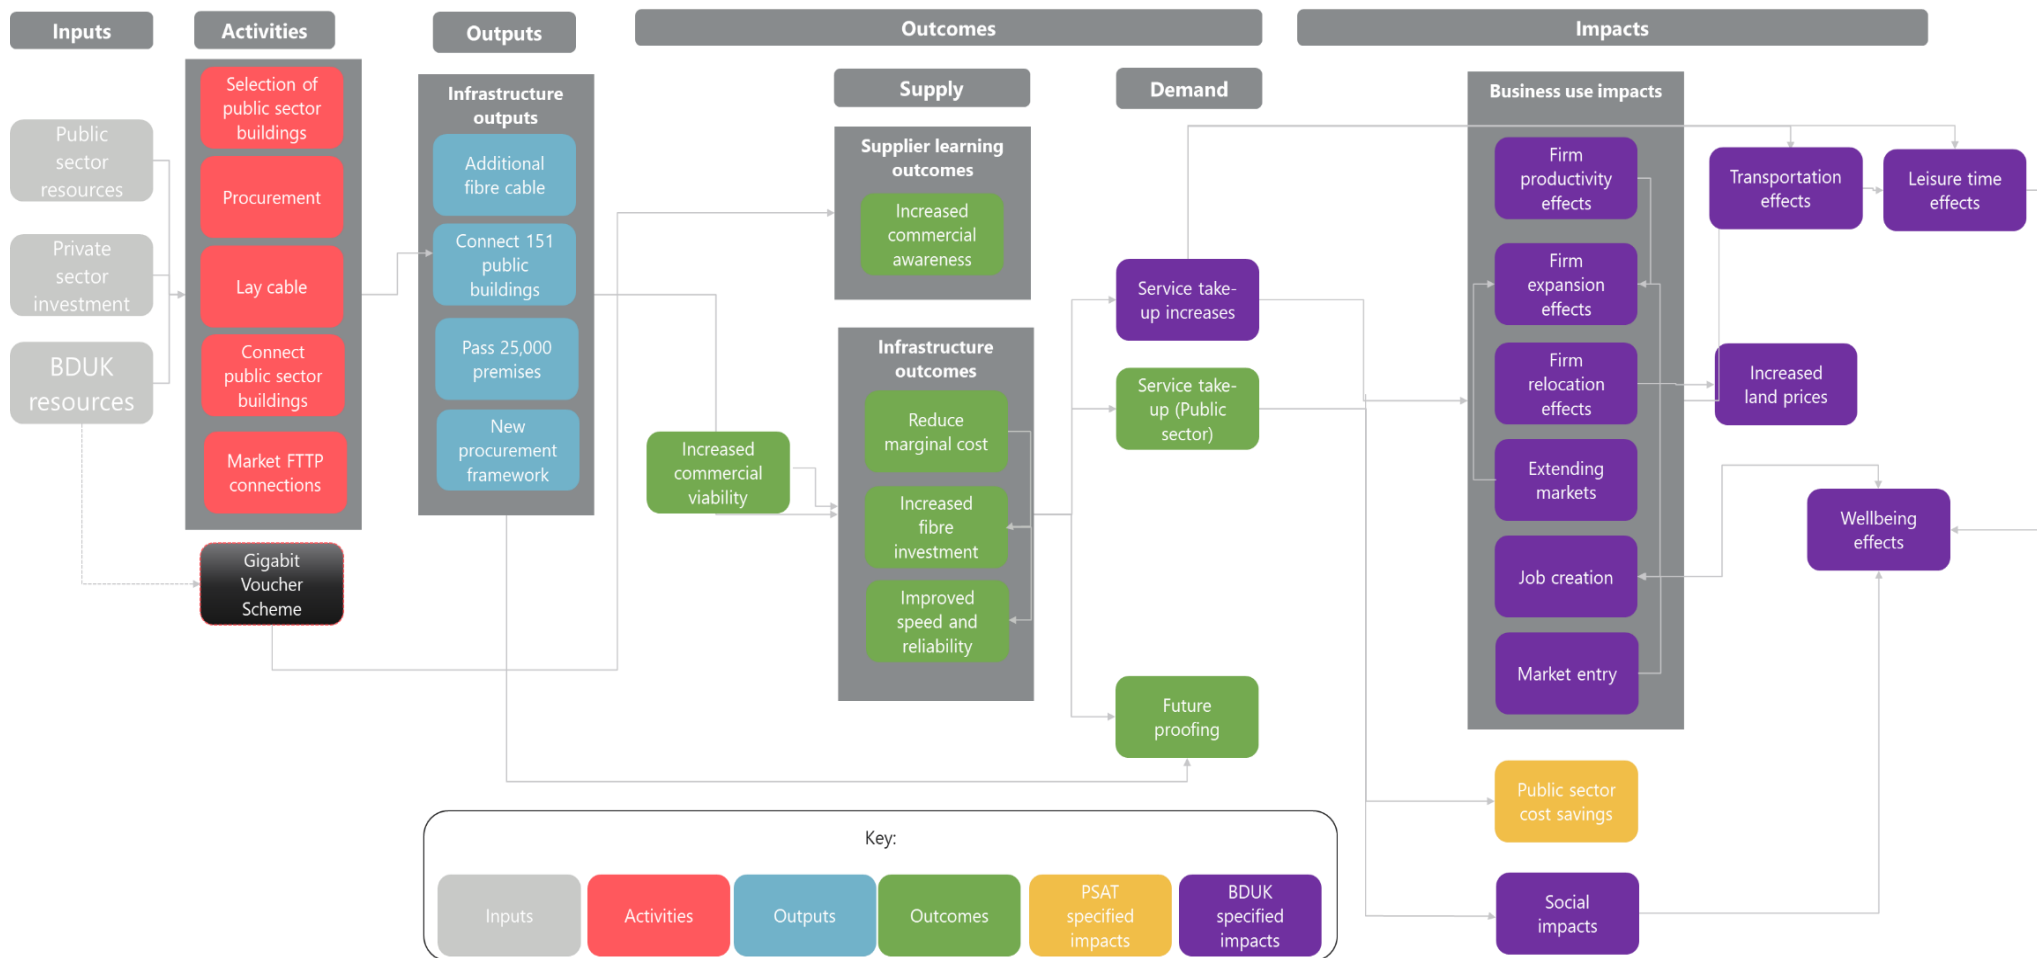 Inputs
Activities
Outputs
Outcomes
Impacts
Public
sector
resources
Private
sector
investment
BDUK
resources
Selection of
public sector
buildings
Procurement
Lay cable
Connect
public sector
buildings
Market FTTP
connections
Gigabit
Voucher
Scheme
Infrastructure
outputs
Additional
fibre cable
Connect 151
public
buildings
Pass 25,000
premises
New
procurement
framework
Increased
commercial
viability
Supply
Supplier learning
outcomes
Increased
commercial
awareness
Infrastructure
outcomes
Reduce
marginal cost
Increased
fibre
investment
Improved
speed and
reliability
Demand
Service take-
up increases
Service take-
up (Public
sector)
Future
proofing
Business use impacts
Firm
productivity
effects
Firm
expansion
effects
Firm
relocation
effects
Extending
markets
Job creation
Market entry
Public sector
cost savings
Social
impacts
Transportation
effects
Leisure time
effects
Increased
land prices
Wellbeing
effects
Key:
Inputs
Activities
Outputs
Outcomes
PSAT
specified
impacts
BDUK
specified
impacts